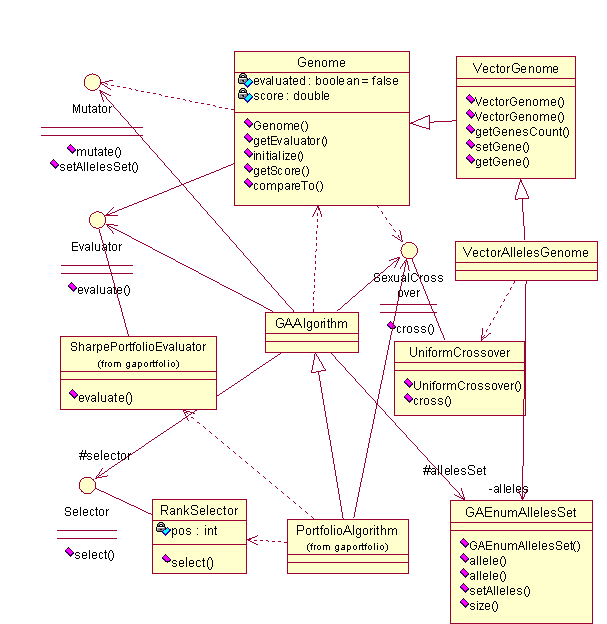 Genome
evaluated : boolean = false
score : double
Genome()
getEvaluator()
initialize()
getScore()
compareTo()
VectorGenome
VectorGenome()
VectorGenome()
getGenesCount()
setGene()
getGene()
Mutator
mutate()
setAllelesSet()
Evaluator
evaluate()
SexualCross
over
cross()
VectorAllelesGenome
GAAlgorithm
SharpePortfolioEvaluator
(from gaportfolio)
evaluate()
UniformCrossover
UniformCrossover()
cross()
#selector
#allelesSet
-alleles
Selector
select()
RankSelector
pos : int
select()
PortfolioAlgorithm
(from gaportfolio)
GAEnumAllelesSet
GAEnumAllelesSet()
allele()
allele()
setAlleles()
size()